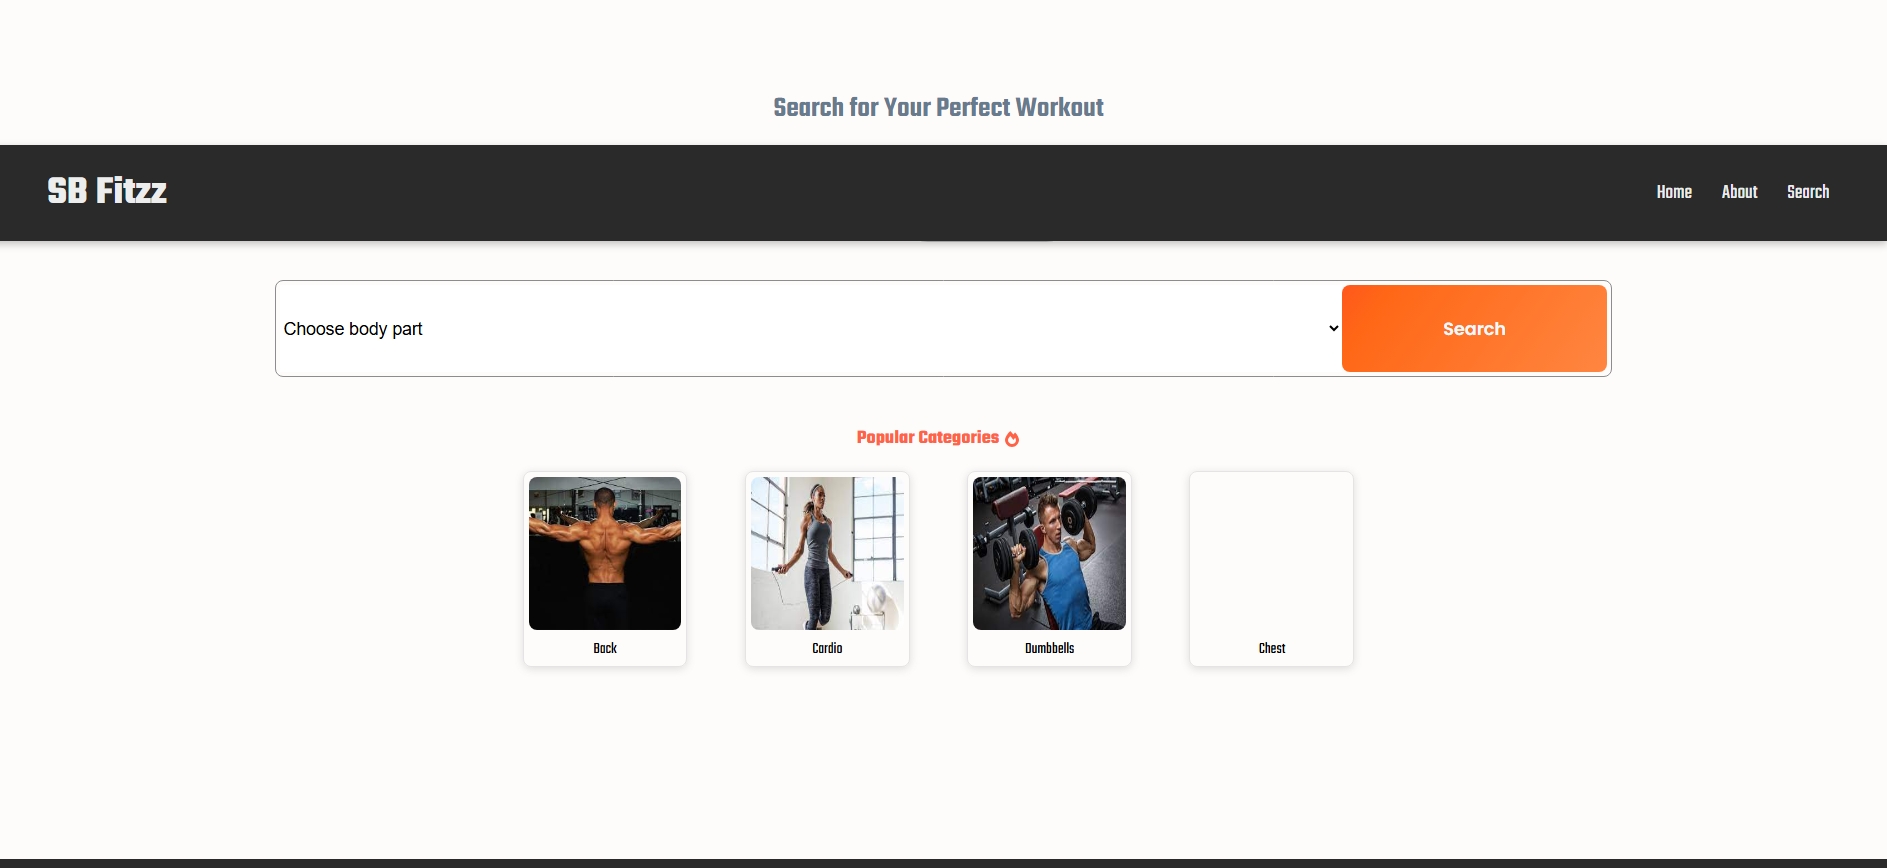 Search for Your Perfect Workout
SB Fitzz
Home About Search
Choose body part
Search
Popular Categories
Back
Cardio
Dumbbells
Chest